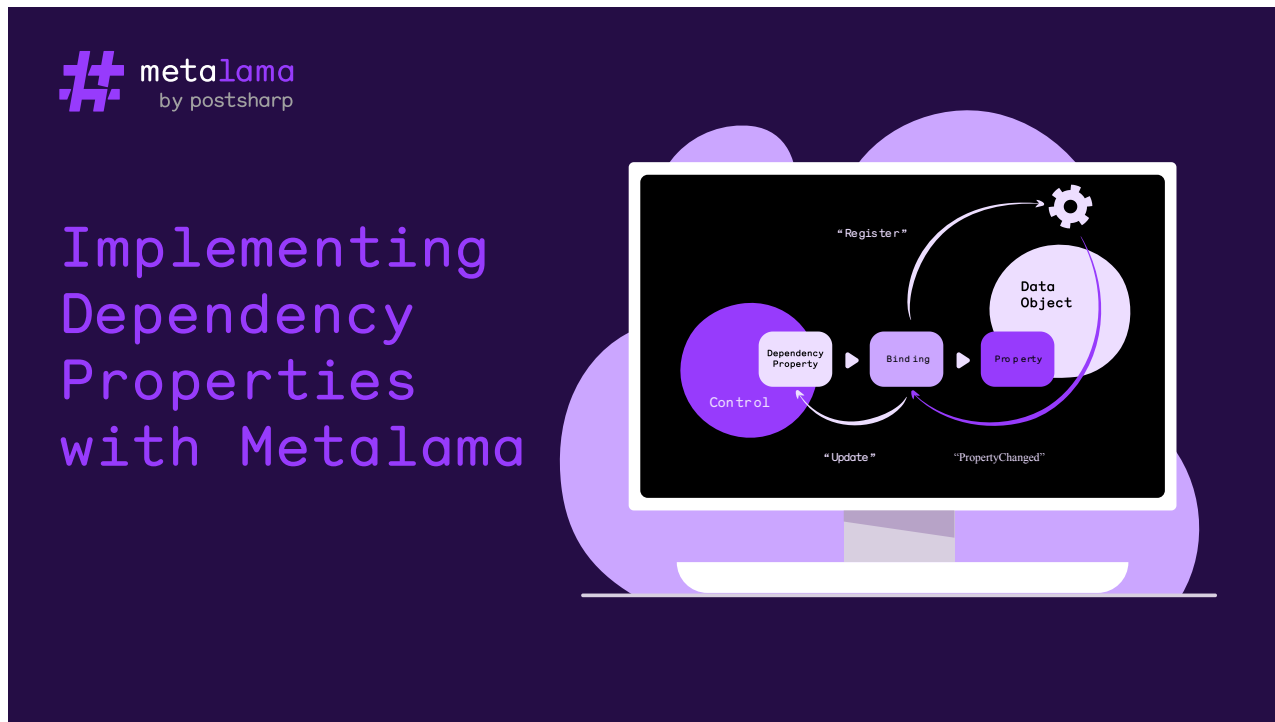 metalama
by postsharp
Implementing
Dependency
Properties
with Metalama
“Register”
Data
Object
Dependency
Property
Binding
Property
Control
“Update”
“PropertyChanged”